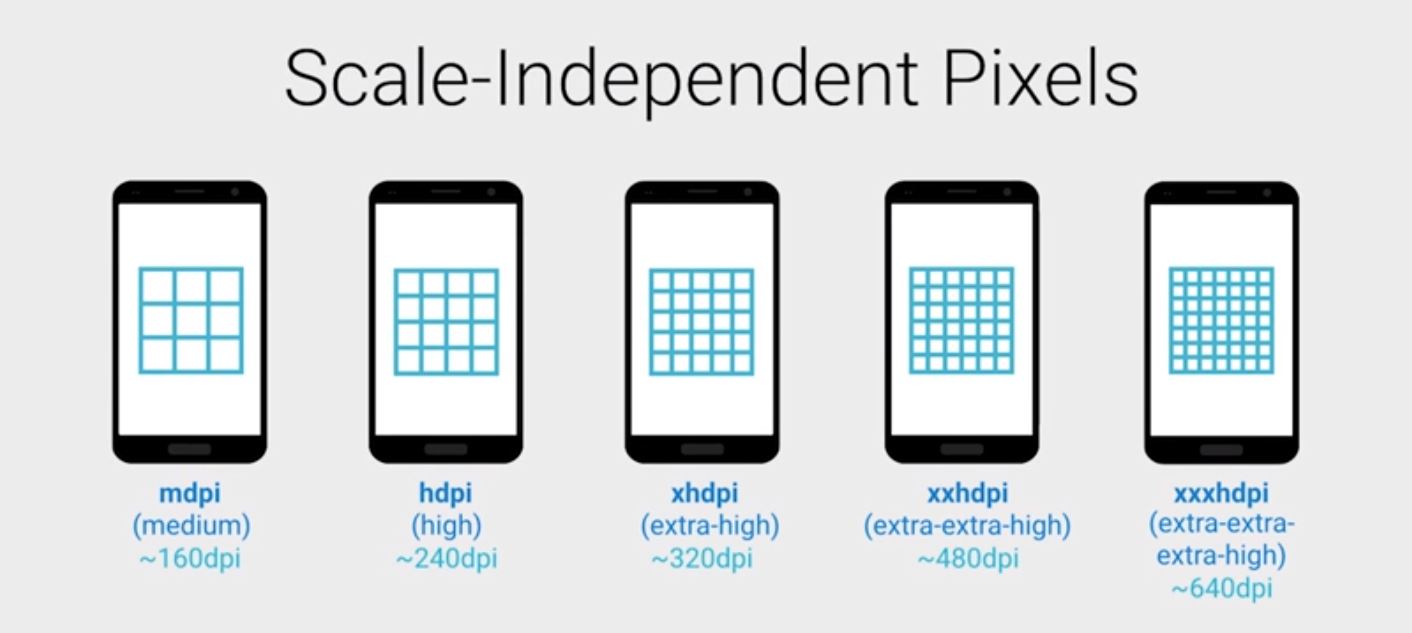 Scale-Independent Pixels
mdpi
(medium)
~160dpi
hdpi
(high)
~240dpi
xhdpi
(extra-high)
~320dpi
xxhdpi
(extra-extra-high)
~480dpi
xxxhdpi
(extra-extra-
extra-high)
~640dpi